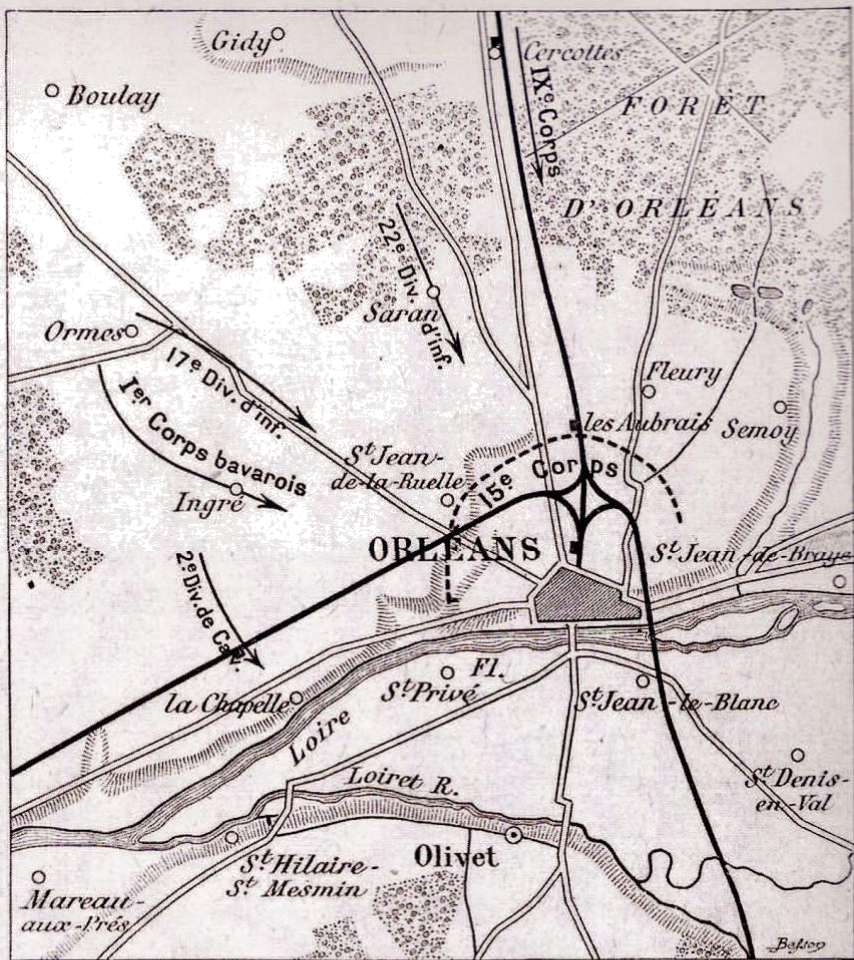 Gidy
Cercottes
Boulay
IXe Corps
FORÊT
D'ORLÉANS
22e Div. d'inf.
Saran
Ormes
17e Div. d'inf.
Ier Corps bavarois
Fleury
les Aubrais
Semoy
St Jean-
de-la-Ruelle
15e Corps
Ingré
ORLÉANS
St Jean-de-Braye
2e Div. de Cav.
la Chapelle
St Privé
Fl.
St Jean-le-Blanc
Loire
St Denis-
en-Val
Loiret R.
Olivet
St Hilaire-
St Mesmin
Mareau-
aux-Prés